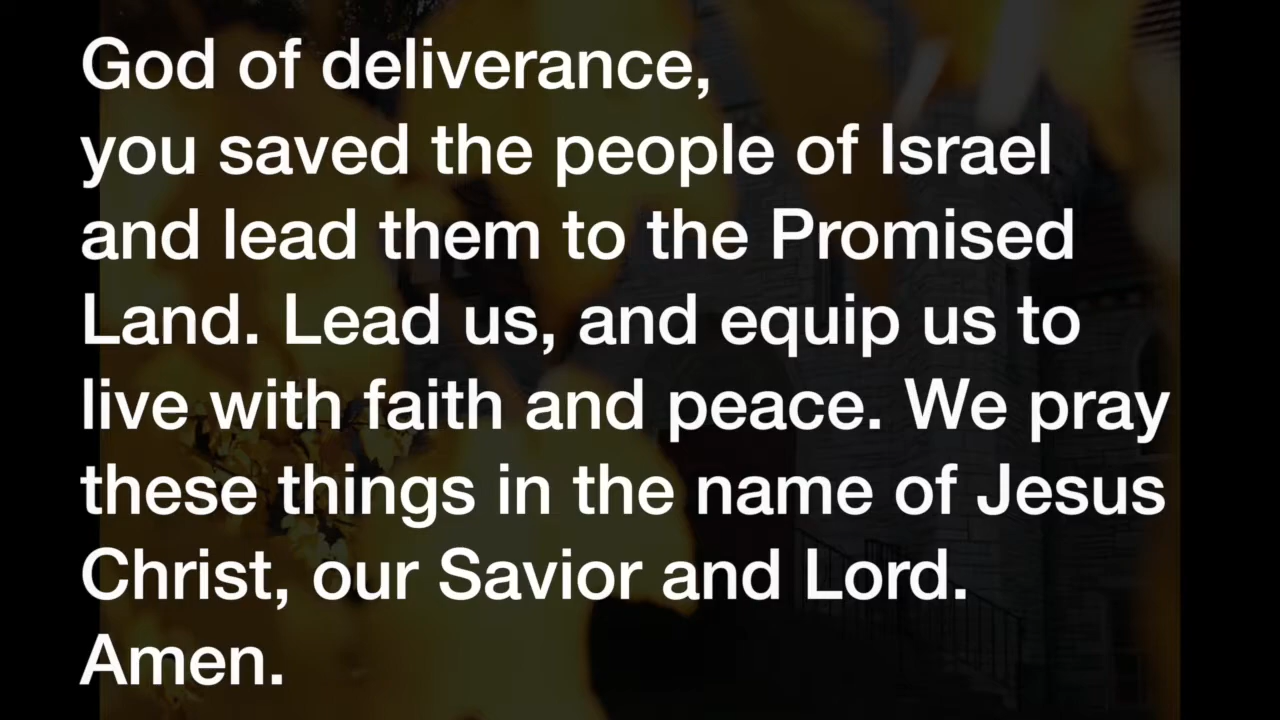 God of deliverance,
you saved the people of Israel
and lead them to the Promised
Land. Lead us, and equip us to
live with faith and peace. We pray
these things in the name of Jesus
Christ, our Savior and Lord.
Amen.